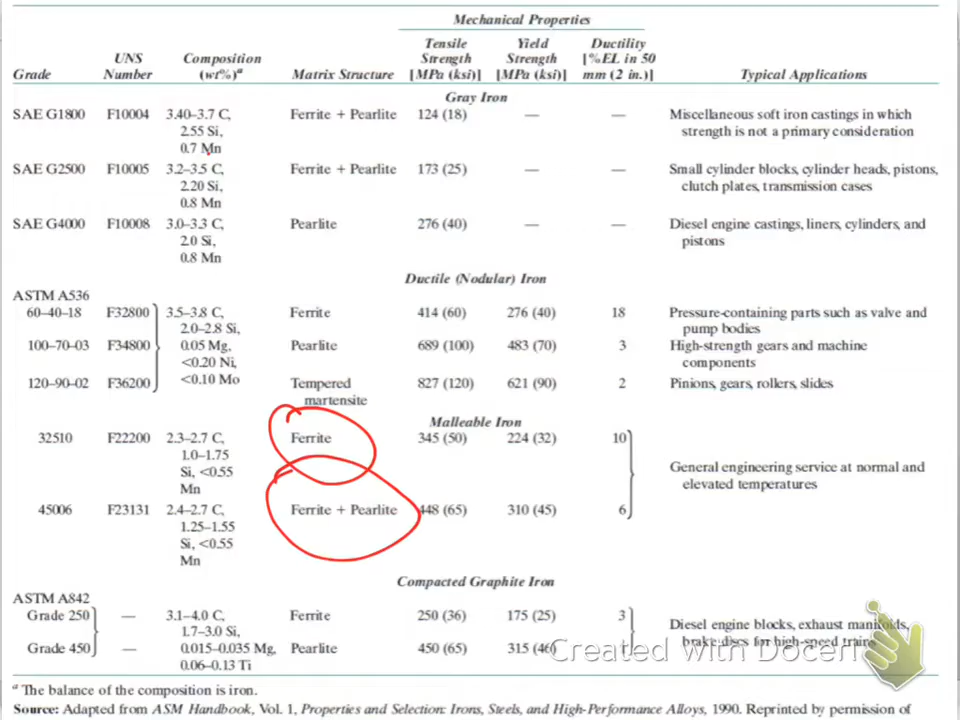 Mechanical Properties
Tensile Yield Ductility
UNS Composition Strength Strength [%EL in 50
Grade Number (wt%)a Matrix Structure [MPa (ksi)] [MPa (ksi)] mm (2 in.)] Typical Applications
Gray Iron
SAE G1800 F10004 3.40–3.7 C, Ferrite + Pearlite 124 (18) — — Miscellaneous soft iron castings in which
2.55 Si, strength is not a primary consideration
0.7 Mn
SAE G2500 F10005 3.2–3.5 C, Ferrite + Pearlite 173 (25) — — Small cylinder blocks, cylinder heads, pistons,
2.20 Si, clutch plates, transmission cases
0.8 Mn
SAE G4000 F10008 3.0–3.3 C, Pearlite 276 (40) — — Diesel engine castings, liners, cylinders, and
2.0 Si, pistons
0.8 Mn
Ductile (Nodular) Iron
ASTM A536
60–40–18 F32800 3.5–3.8 C, Ferrite 414 (60) 276 (40) 18 Pressure-containing parts such as valve and
2.0–2.8 Si, pump bodies
100–70–03 F34800 0.05 Mg, Pearlite 689 (100) 483 (70) 3 High-strength gears and machine
<0.20 Ni, components
120–90–02 F36200 <0.10 Mo Tempered 827 (120) 621 (90) 2 Pinions, gears, rollers, slides
martensite
Malleable Iron
32510 F22200 2.3–2.7 C, Ferrite 345 (50) 224 (32) 10
1.0–1.75 General engineering service at normal and
Si, <0.55 elevated temperatures
Mn
45006 F23131 2.4–2.7 C, Ferrite + Pearlite 448 (65) 310 (45) 6
1.25–1.55
Si, <0.55
Mn
Compacted Graphite Iron
ASTM A842
Grade 250 — 3.1–4.0 C, Ferrite 250 (36) 175 (25) 3 Diesel engine blocks, exhaust manifolds,
1.7–3.0 Si, brake discs for high-speed trains
Grade 450 — 0.015–0.035 Mg, Pearlite 450 (65) 315 (46)
0.06–0.13 Ti
Created with Doceri
a The balance of the composition is iron.
Source: Adapted from ASM Handbook, Vol. 1, Properties and Selection: Irons, Steels, and High-Performance Alloys, 1990. Reprinted by permission of